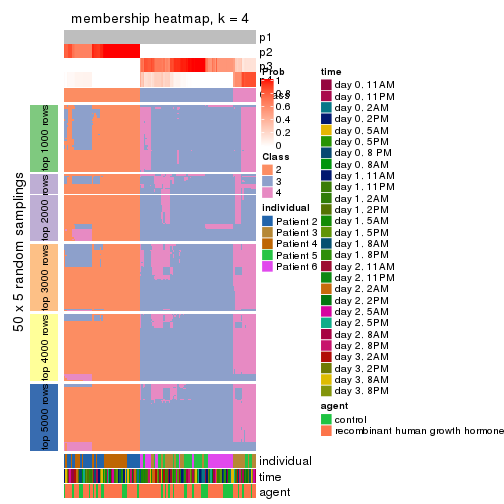 membership heatmap, k = 4
p1
p2
p3
Prob
1
0.8
0.6
0.4
0.2
0
Class
2
3
4
individual
Patient 2
Patient 3
Patient 4
Patient 5
Patient 6
time
day 0. 11AM
day 0. 11PM
day 0. 2AM
day 0. 2PM
day 0. 5AM
day 0. 5PM
day 0. 8 PM
day 0. 8AM
day 1. 11AM
day 1. 11PM
day 1. 2AM
day 1. 2PM
day 1. 5AM
day 1. 5PM
day 1. 8AM
day 1. 8PM
day 2. 11AM
day 2. 11PM
day 2. 2AM
day 2. 2PM
day 2. 5AM
day 2. 5PM
day 2. 8AM
day 2. 8PM
day 3. 2AM
day 3. 2PM
day 3. 8AM
day 3. 8PM
agent
control
recombinant human growth hormone
50 x 5 random samplings
top 1000 rows
top 2000 rows
top 3000 rows
top 4000 rows
top 5000 rows
individual
time
agent